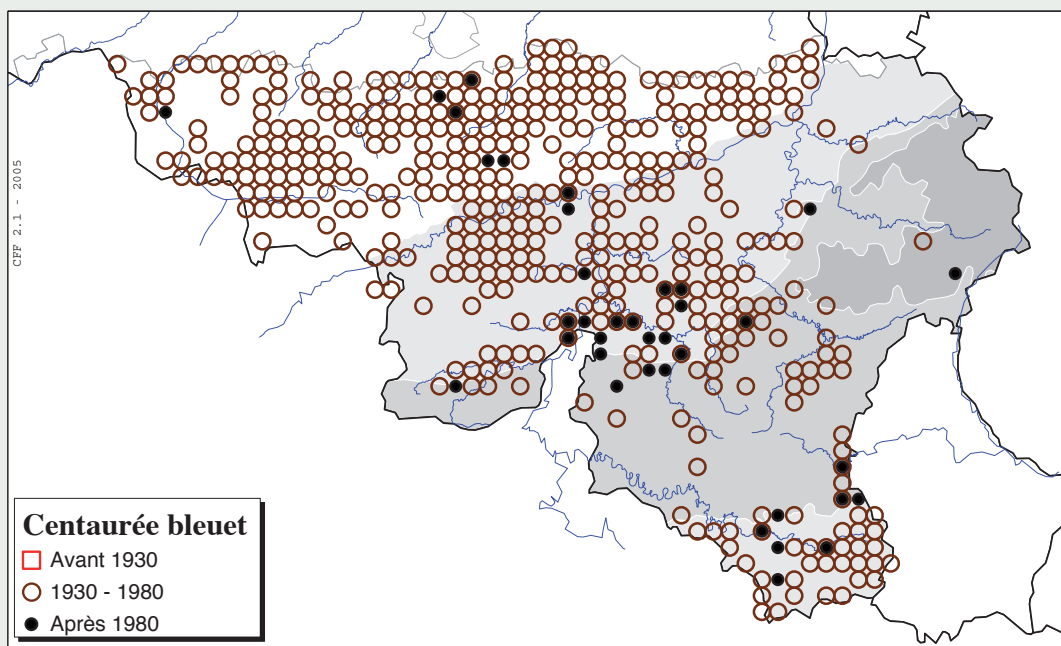 CFF 2.1 - 2005
Centaurée bleuet
Avant 1930
1930 - 1980
Après 1980